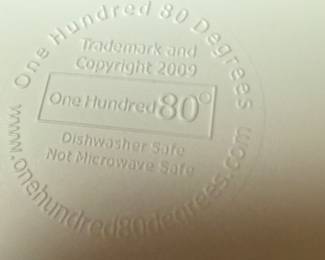 One Hundred 80 Degrees
Trademark and
Copyright 2009
One Hundred 80°
Dishwasher Safe
Not Microwave Safe
www.onehundred80degrees.com